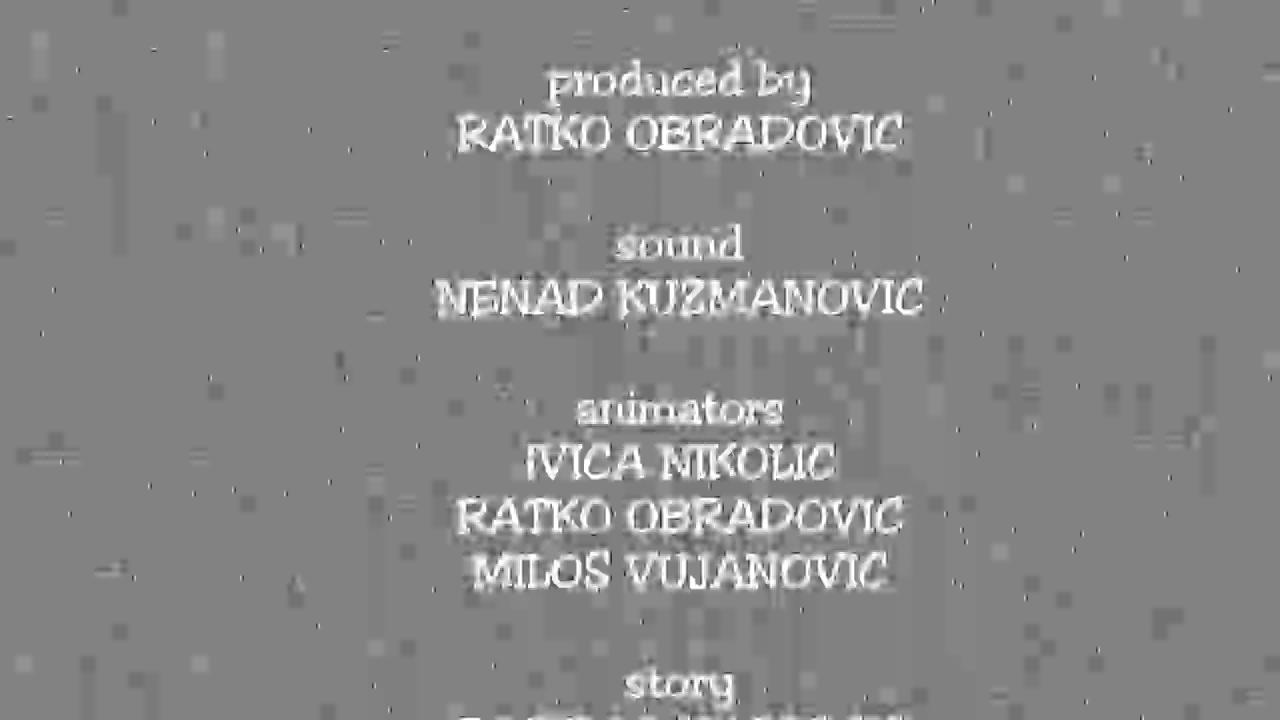 produced by
RATKO OBRADOVIC
sound
NENAD KUZMANOVIC
animators
IVICA NIKOLIC
RATKO OBRADOVIC
MILOS VUJANOVIC
story